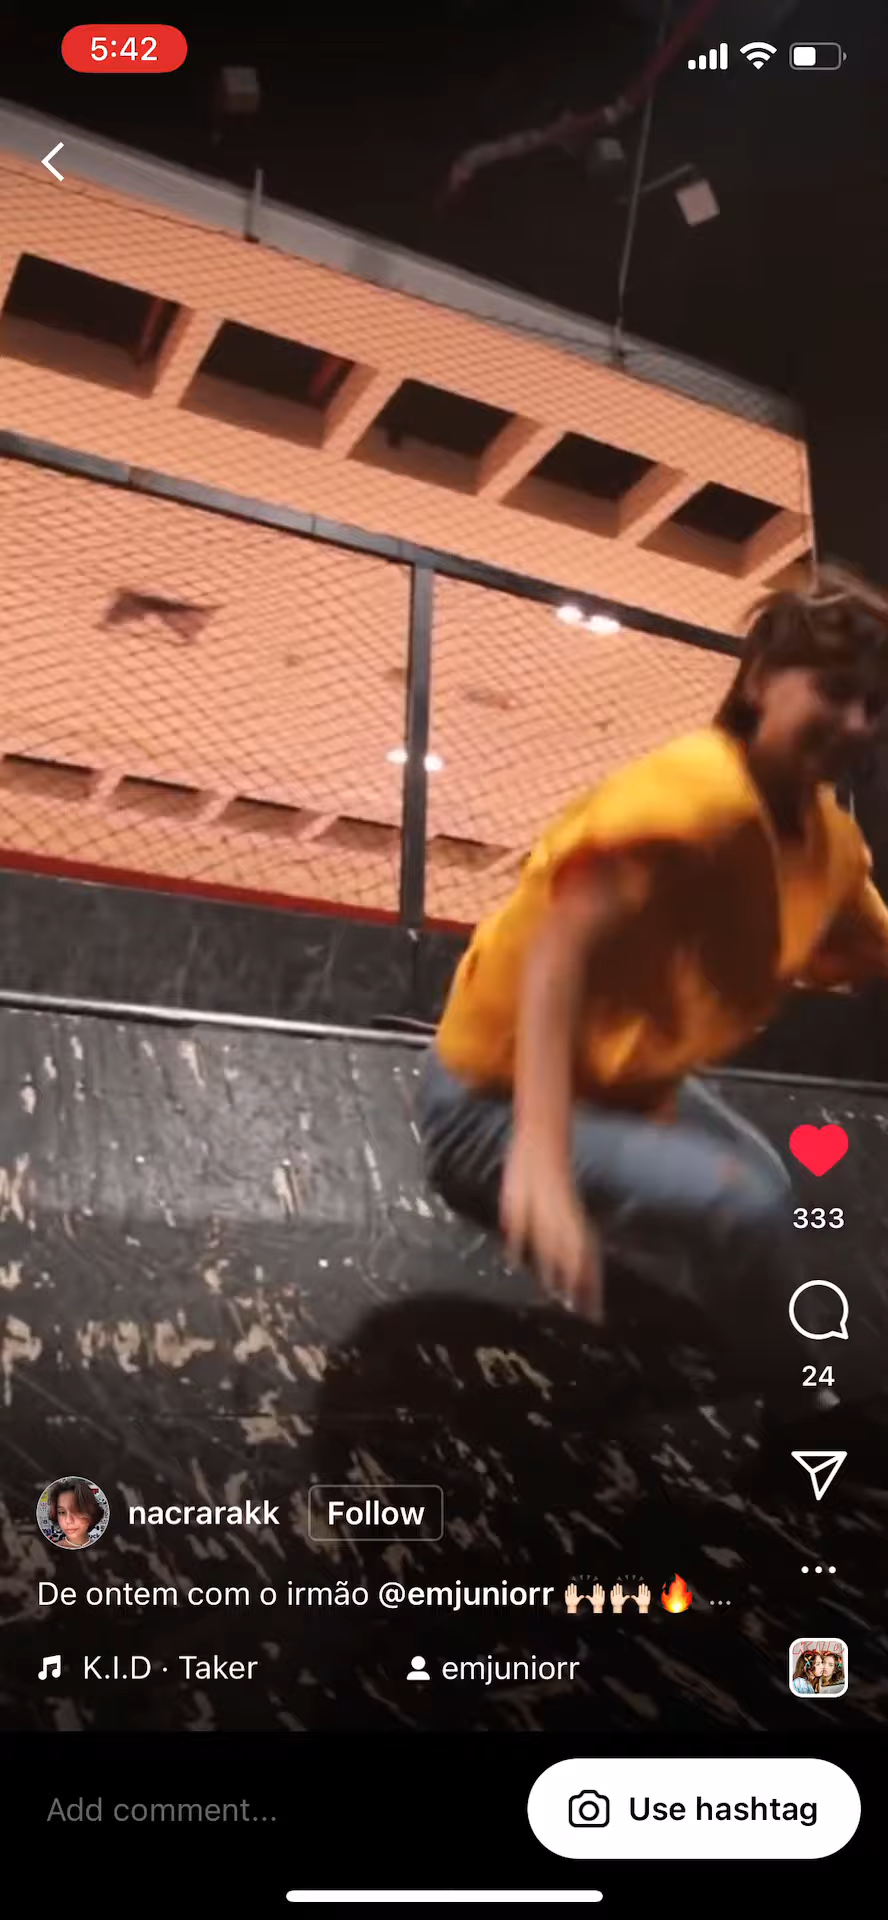 5:42
333
24
nacrarakk
Follow
De ontem com o irmão @emjuniorr 🙌🏻🙌🏻🔥 ...
K.I.D · Taker
emjuniorr
Add comment...
Use hashtag